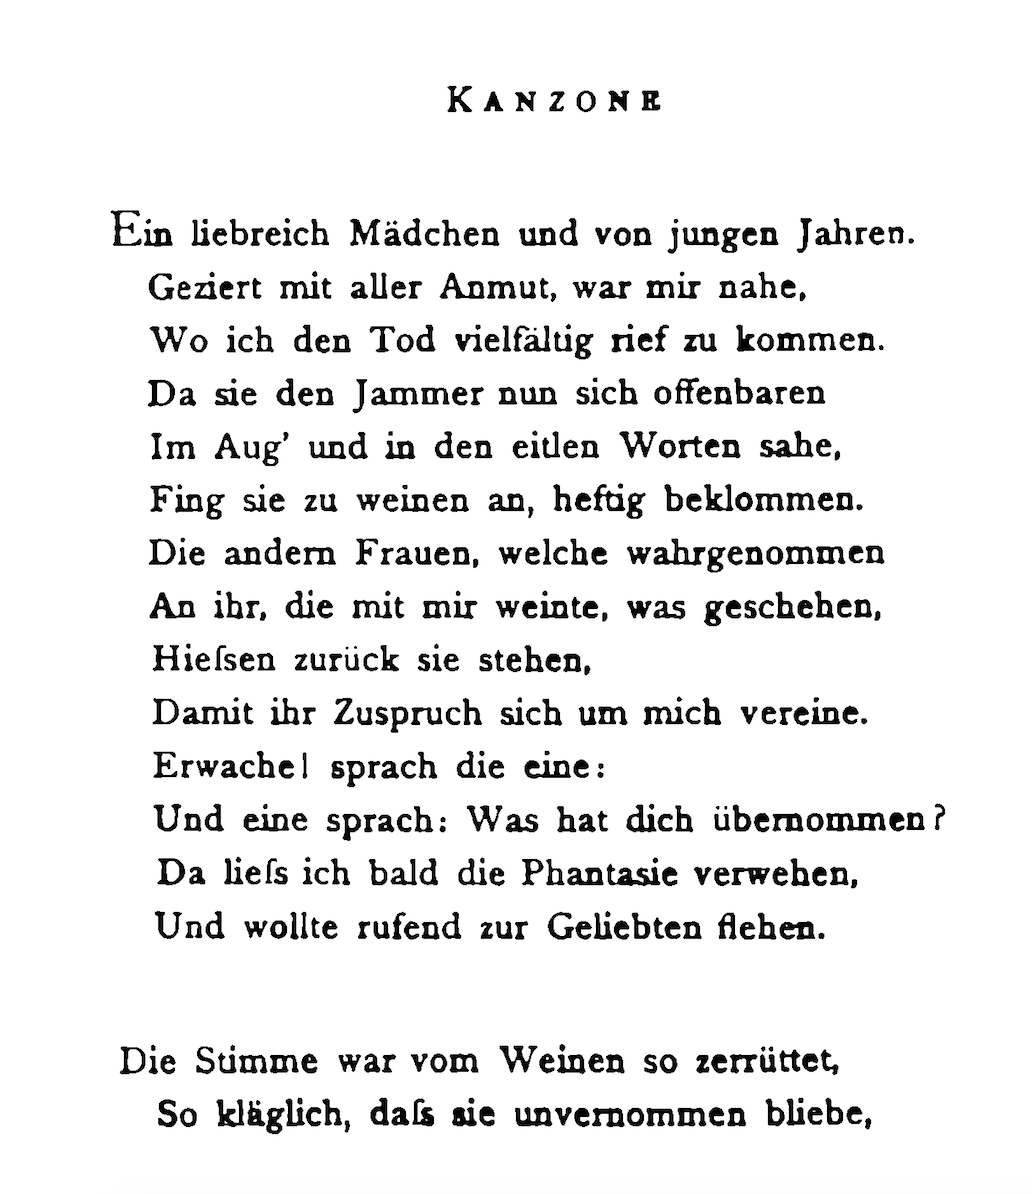 KANZONE
Ein liebreich Mädchen und von jungen Jahren.
Geziert mit aller Anmut, war mir nahe,
Wo ich den Tod vielfältig rief zu kommen.
Da sie den Jammer nun sich offenbaren
Im Aug’ und in den eitlen Worten sahe,
Fing sie zu weinen an, heftig beklommen.
Die andern Frauen, welche wahrgenommen
An ihr, die mit mir weinte, was geschehen,
Hieſsen zurück sie stehen,
Damit ihr Zuspruch sich um mich vereine.
Erwache! sprach die eine:
Und eine sprach: Was hat dich übernommen?
Da lieſs ich bald die Phantasie verwehen,
Und wollte rufend zur Geliebten flehen.
Die Stimme war vom Weinen so zerrüttet,
So kläglich, daſs sie unvernommen bliebe,